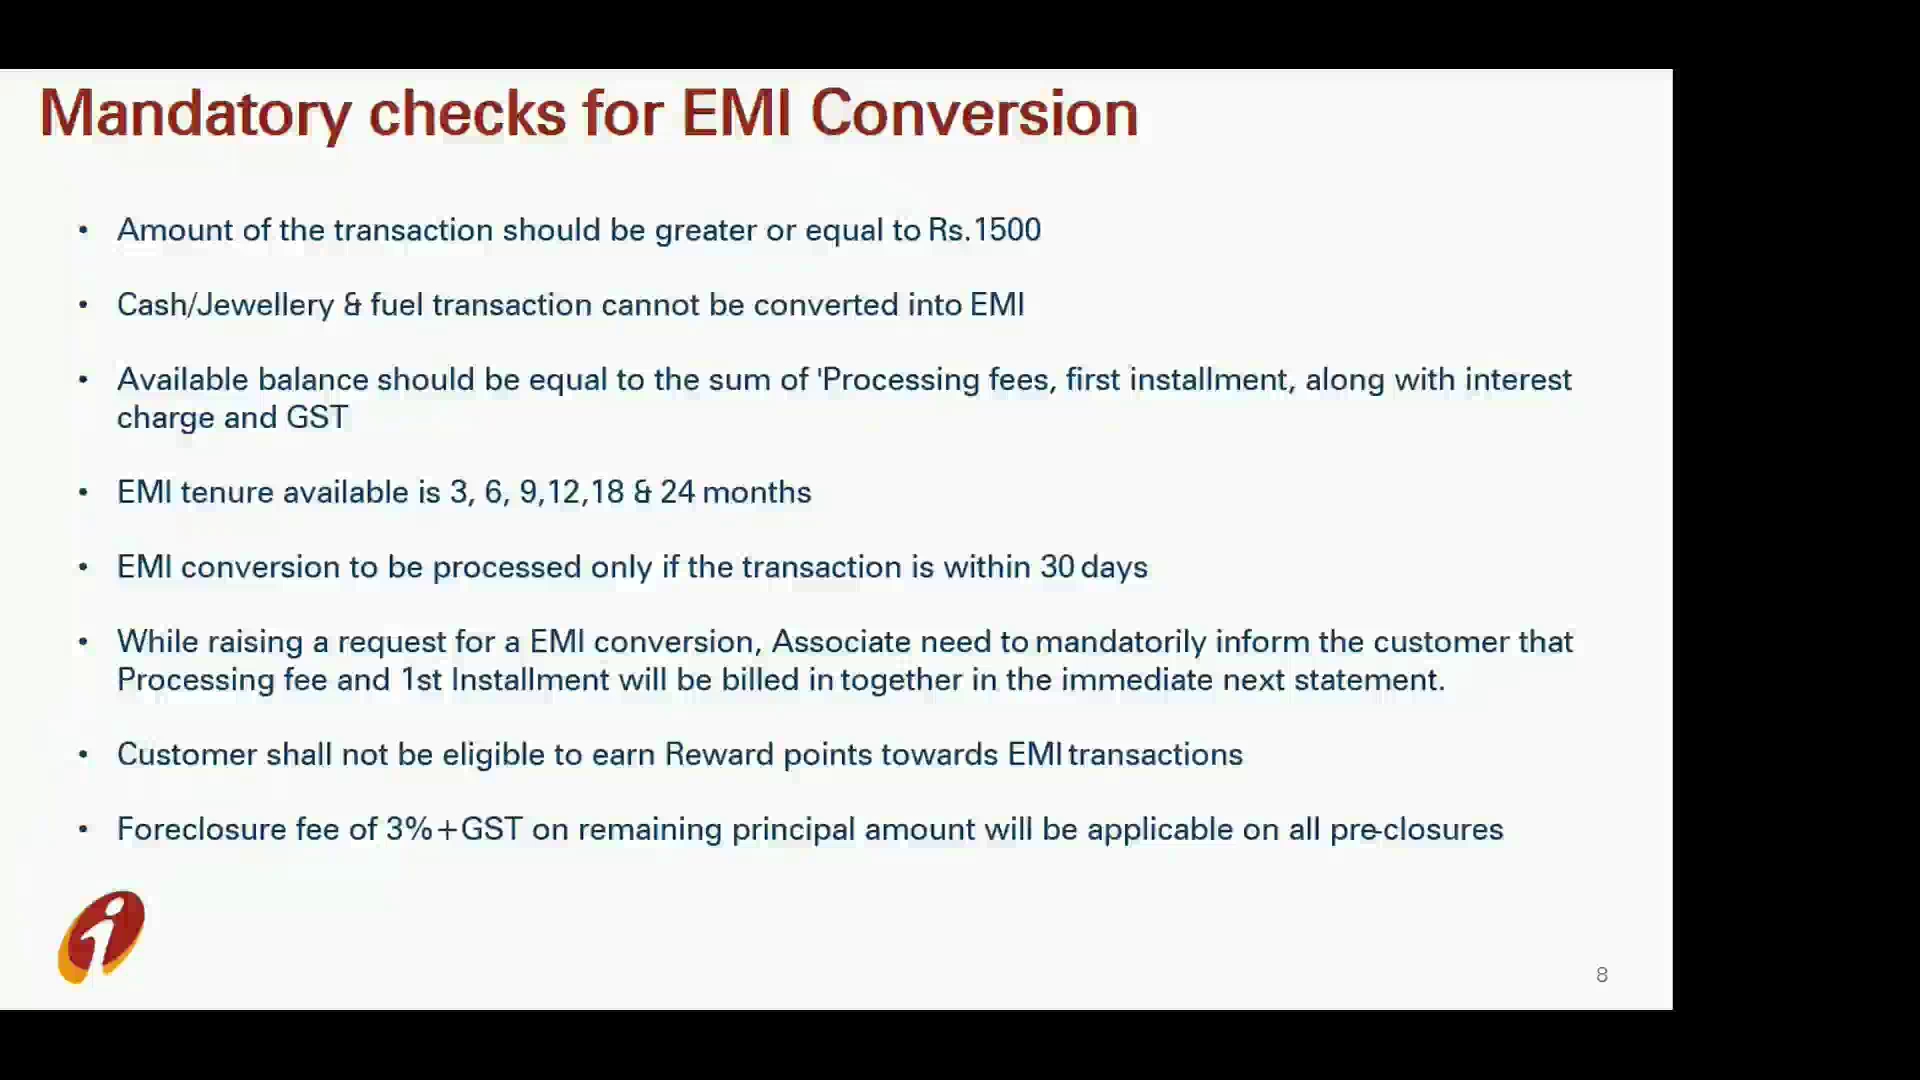 Mandatory checks for EMI Conversion
• Amount of the transaction should be greater or equal to Rs.1500
• Cash/Jewellery & fuel transaction cannot be converted into EMI
• Available balance should be equal to the sum of 'Processing fees, first installment, along with interest
charge and GST
• EMI tenure available is 3, 6, 9,12,18 & 24 months
• EMI conversion to be processed only if the transaction is within 30 days
• While raising a request for a EMI conversion, Associate need to mandatorily inform the customer that
Processing fee and 1st Installment will be billed in together in the immediate next statement.
• Customer shall not be eligible to earn Reward points towards EMI transactions
• Foreclosure fee of 3%+GST on remaining principal amount will be applicable on all pre-closures
i
8